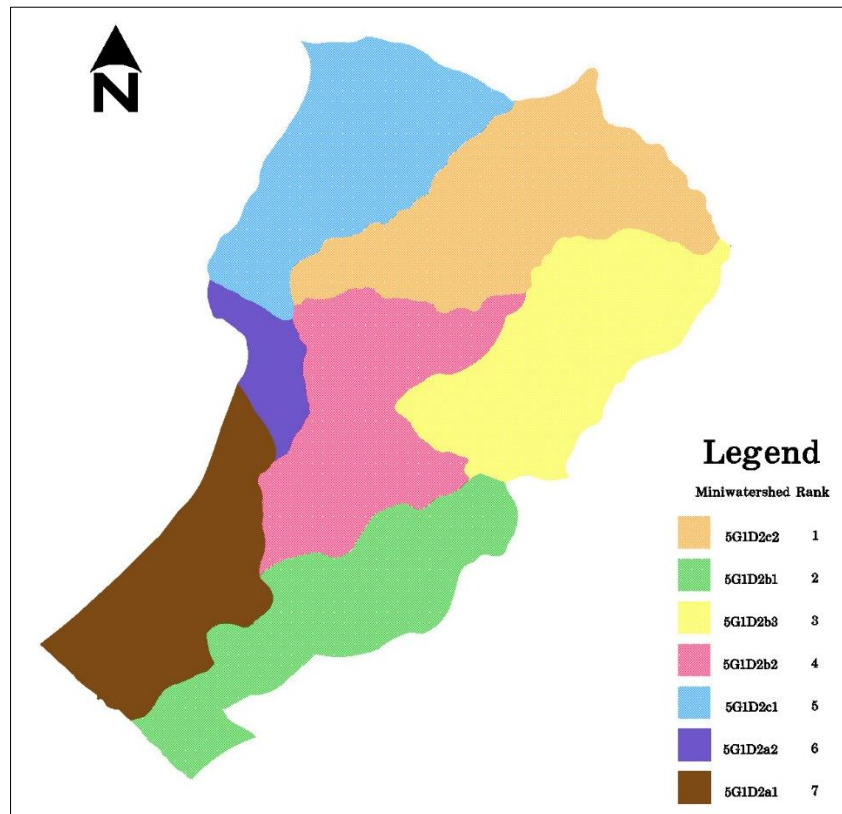 N
Legend
Miniwatershed Rank
5G1D2c2 1
5G1D2b1 2
5G1D2b3 3
5G1D2b2 4
5G1D2c1 5
5G1D2a2 6
5G1D2a1 7